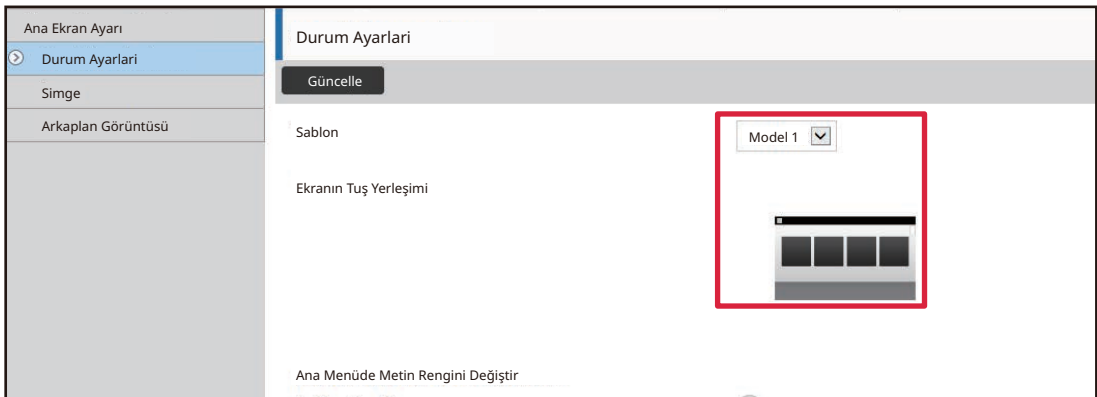 Ana Ekran Ayarı
Durum Ayarlari
Simge
Arkaplan Görüntüsü
Durum Ayarlari
Güncelle
Sablon
Model 1
Ekranın Tuş Yerleşimi
Ana Menüde Metin Rengini Değiştir